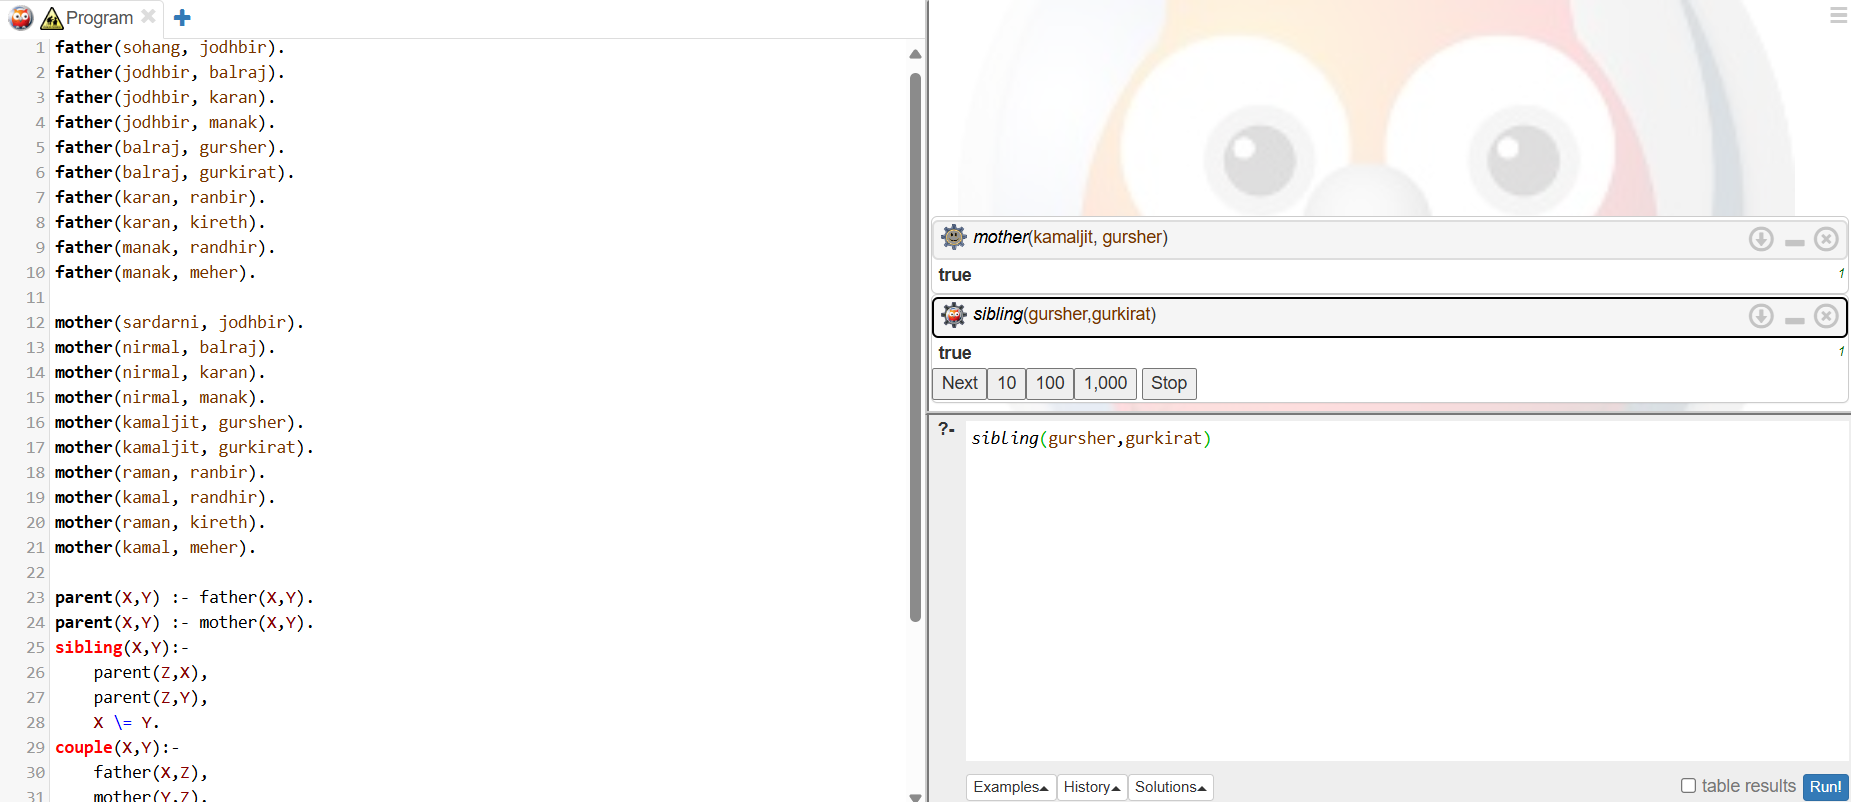 Program
1 father(sohang, jodhbir).
2 father(jodhbir, balraj).
3 father(jodhbir, karan).
4 father(jodhbir, manak).
5 father(balraj, gursher).
6 father(balraj, gurkirat).
7 father(karan, ranbir).
8 father(karan, kireth).
9 father(manak, randhir).
10 father(manak, meher).
11
12 mother(sardarni, jodhbir).
13 mother(nirmal, balraj).
14 mother(nirmal, karan).
15 mother(nirmal, manak).
16 mother(kamaljit, gursher).
17 mother(kamaljit, gurkirat).
18 mother(raman, ranbir).
19 mother(kamal, randhir).
20 mother(raman, kireth).
21 mother(kamal, meher).
22
23 parent(X,Y) :- father(X,Y).
24 parent(X,Y) :- mother(X,Y).
25 sibling(X,Y):-
26     parent(Z,X),
27     parent(Z,Y),
28     X \= Y.
29 couple(X,Y):-
30     father(X,Z),
31     mother(Y,Z).
mother(kamaljit, gursher)
true 1
sibling(gursher,gurkirat)
true 1
Next 10 100 1,000 Stop
?- sibling(gursher,gurkirat)
Examples History Solutions table results Run!